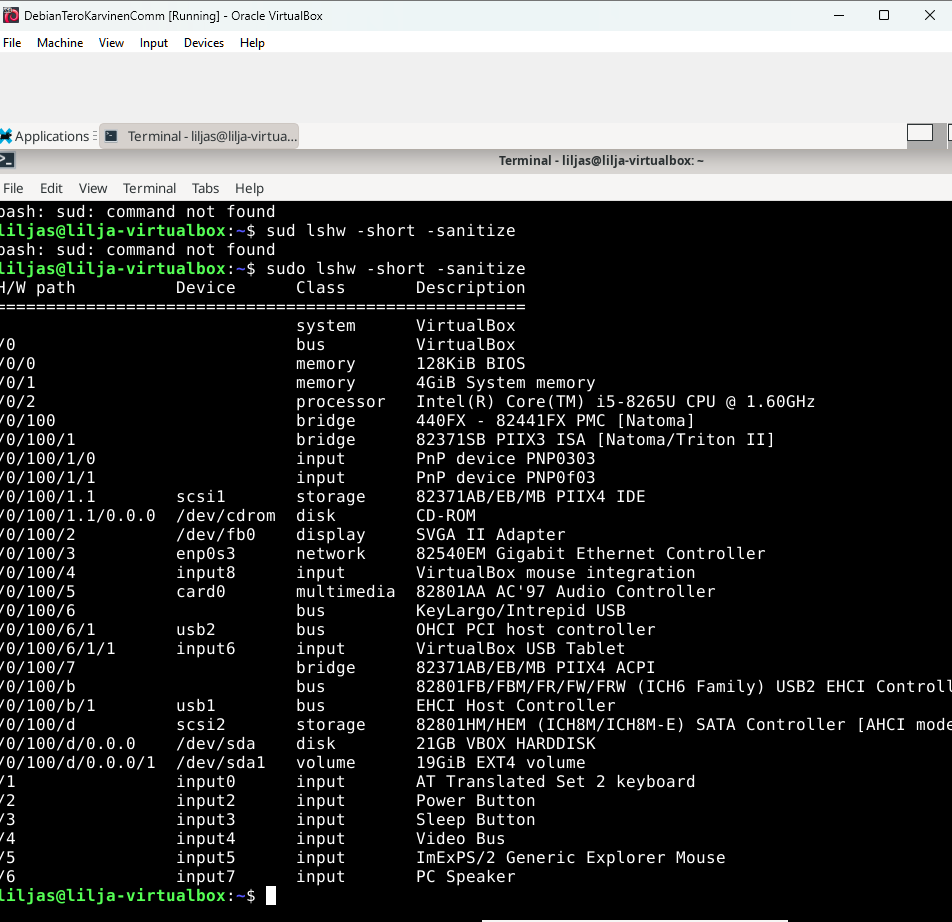 DebianTeroKarvinenComm [Running] - Oracle VirtualBox
File Machine View Input Devices Help
Applications Terminal - liljas@lilja-virtua...
Terminal - liljas@lilja-virtualbox: ~
File Edit View Terminal Tabs Help
bash: sud: command not found
liljas@lilja-virtualbox:~$ sud lshw -short -sanitize
bash: sud: command not found
liljas@lilja-virtualbox:~$ sudo lshw -short -sanitize
H/W path Device Class Description
=====================================================
system VirtualBox
/0 bus VirtualBox
/0/0 memory 128KiB BIOS
/0/1 memory 4GiB System memory
/0/2 processor Intel(R) Core(TM) i5-8265U CPU @ 1.60GHz
/0/100 bridge 440FX - 82441FX PMC [Natoma]
/0/100/1 bridge 82371SB PIIX3 ISA [Natoma/Triton II]
/0/100/1/0 input PnP device PNP0303
/0/100/1/1 input PnP device PNP0f03
/0/100/1.1 scsi1 storage 82371AB/EB/MB PIIX4 IDE
/0/100/1.1/0.0.0 /dev/cdrom disk CD-ROM
/0/100/2 /dev/fb0 display SVGA II Adapter
/0/100/3 enp0s3 network 82540EM Gigabit Ethernet Controller
/0/100/4 input8 input VirtualBox mouse integration
/0/100/5 card0 multimedia 82801AA AC'97 Audio Controller
/0/100/6 bus KeyLargo/Intrepid USB
/0/100/6/1 usb2 bus OHCI PCI host controller
/0/100/6/1/1 input6 input VirtualBox USB Tablet
/0/100/7 bridge 82371AB/EB/MB PIIX4 ACPI
/0/100/b bus 82801FB/FBM/FR/FW/FRW (ICH6 Family) USB2 EHCI Controll
/0/100/b/1 usb1 bus EHCI Host Controller
/0/100/d scsi2 storage 82801HM/HEM (ICH8M/ICH8M-E) SATA Controller [AHCI mode
/0/100/d/0.0.0 /dev/sda disk 21GB VBOX HARDDISK
/0/100/d/0.0.0/1 /dev/sda1 volume 19GiB EXT4 volume
/1 input0 input AT Translated Set 2 keyboard
/2 input2 input Power Button
/3 input3 input Sleep Button
/4 input4 input Video Bus
/5 input5 input ImExPS/2 Generic Explorer Mouse
/6 input7 input PC Speaker
liljas@lilja-virtualbox:~$